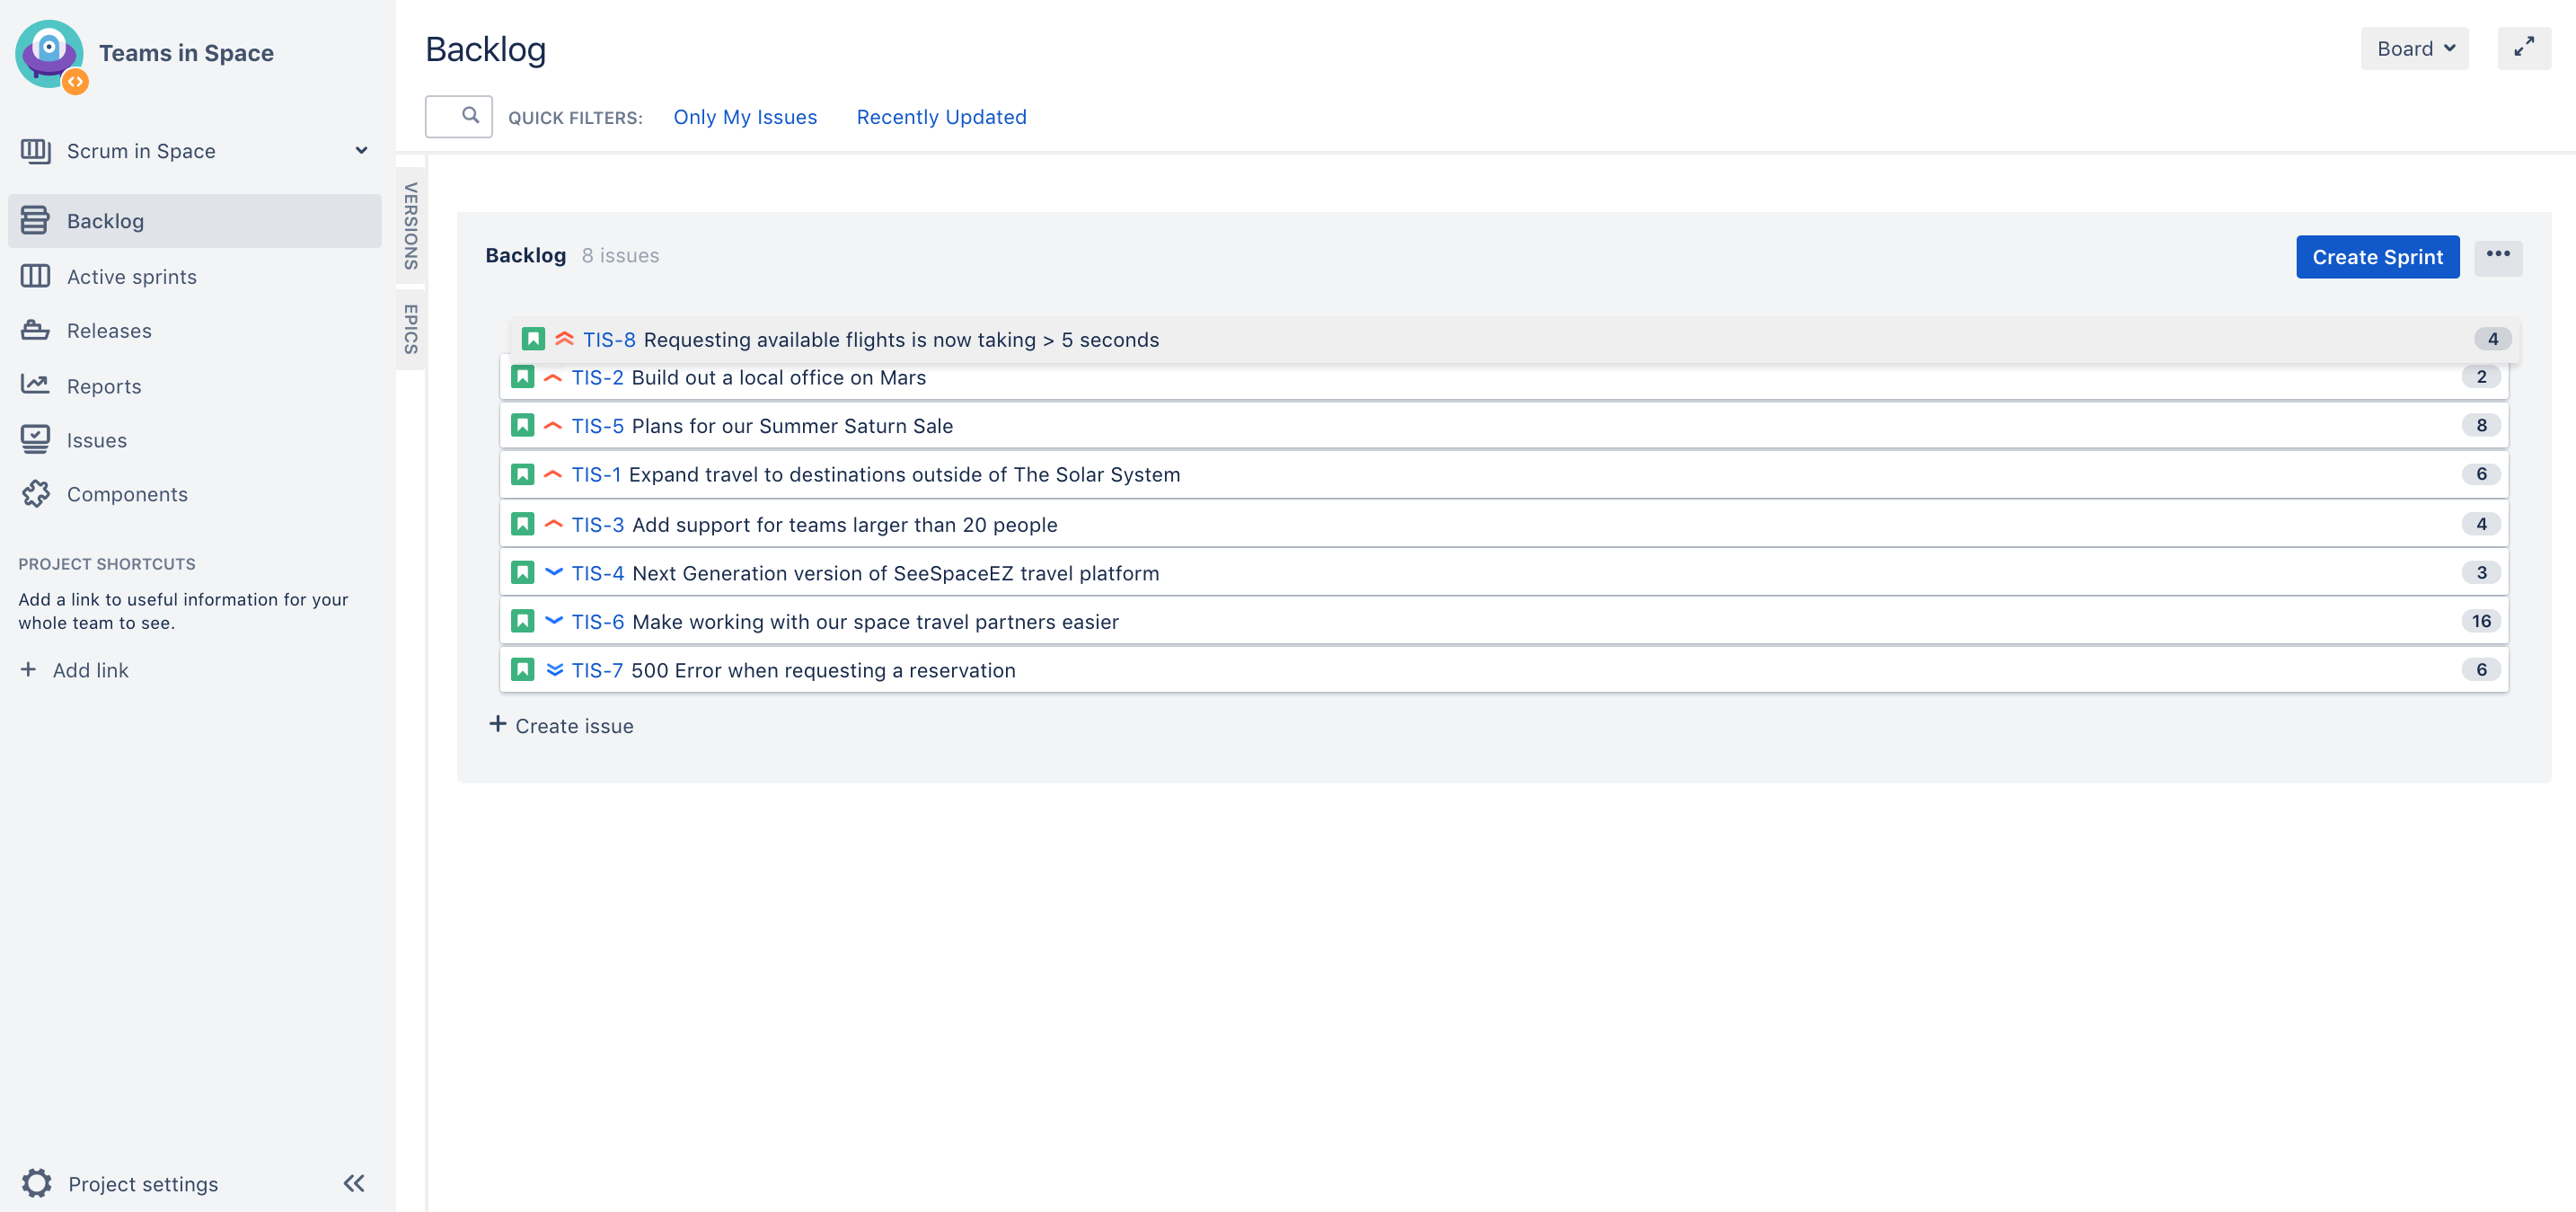 Teams in Space
Scrum in Space
Backlog
Active sprints
Releases
Reports
Issues
Components
PROJECT SHORTCUTS
Add a link to useful information for your
whole team to see.
Add link
Project settings
Backlog
Board
QUICK FILTERS: Only My Issues Recently Updated
VERSIONS
EPICS
Backlog 8 issues
Create Sprint
TIS-8 Requesting available flights is now taking > 5 seconds 4
TIS-2 Build out a local office on Mars 2
TIS-5 Plans for our Summer Saturn Sale 8
TIS-1 Expand travel to destinations outside of The Solar System 6
TIS-3 Add support for teams larger than 20 people 4
TIS-4 Next Generation version of SeeSpaceEZ travel platform 3
TIS-6 Make working with our space travel partners easier 16
TIS-7 500 Error when requesting a reservation 6
Create issue